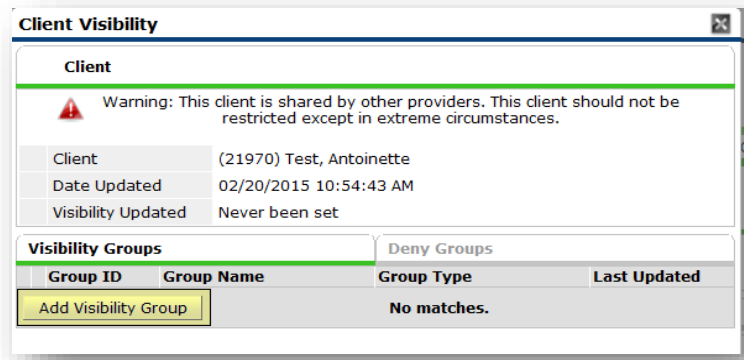 Client Visibility
Client
Warning: This client is shared by other providers. This client should not be
restricted except in extreme circumstances.
Client (21970) Test, Antoinette
Date Updated 02/20/2015 10:54:43 AM
Visibility Updated Never been set
Visibility Groups Deny Groups
Group ID Group Name Group Type Last Updated
Add Visibility Group No matches.